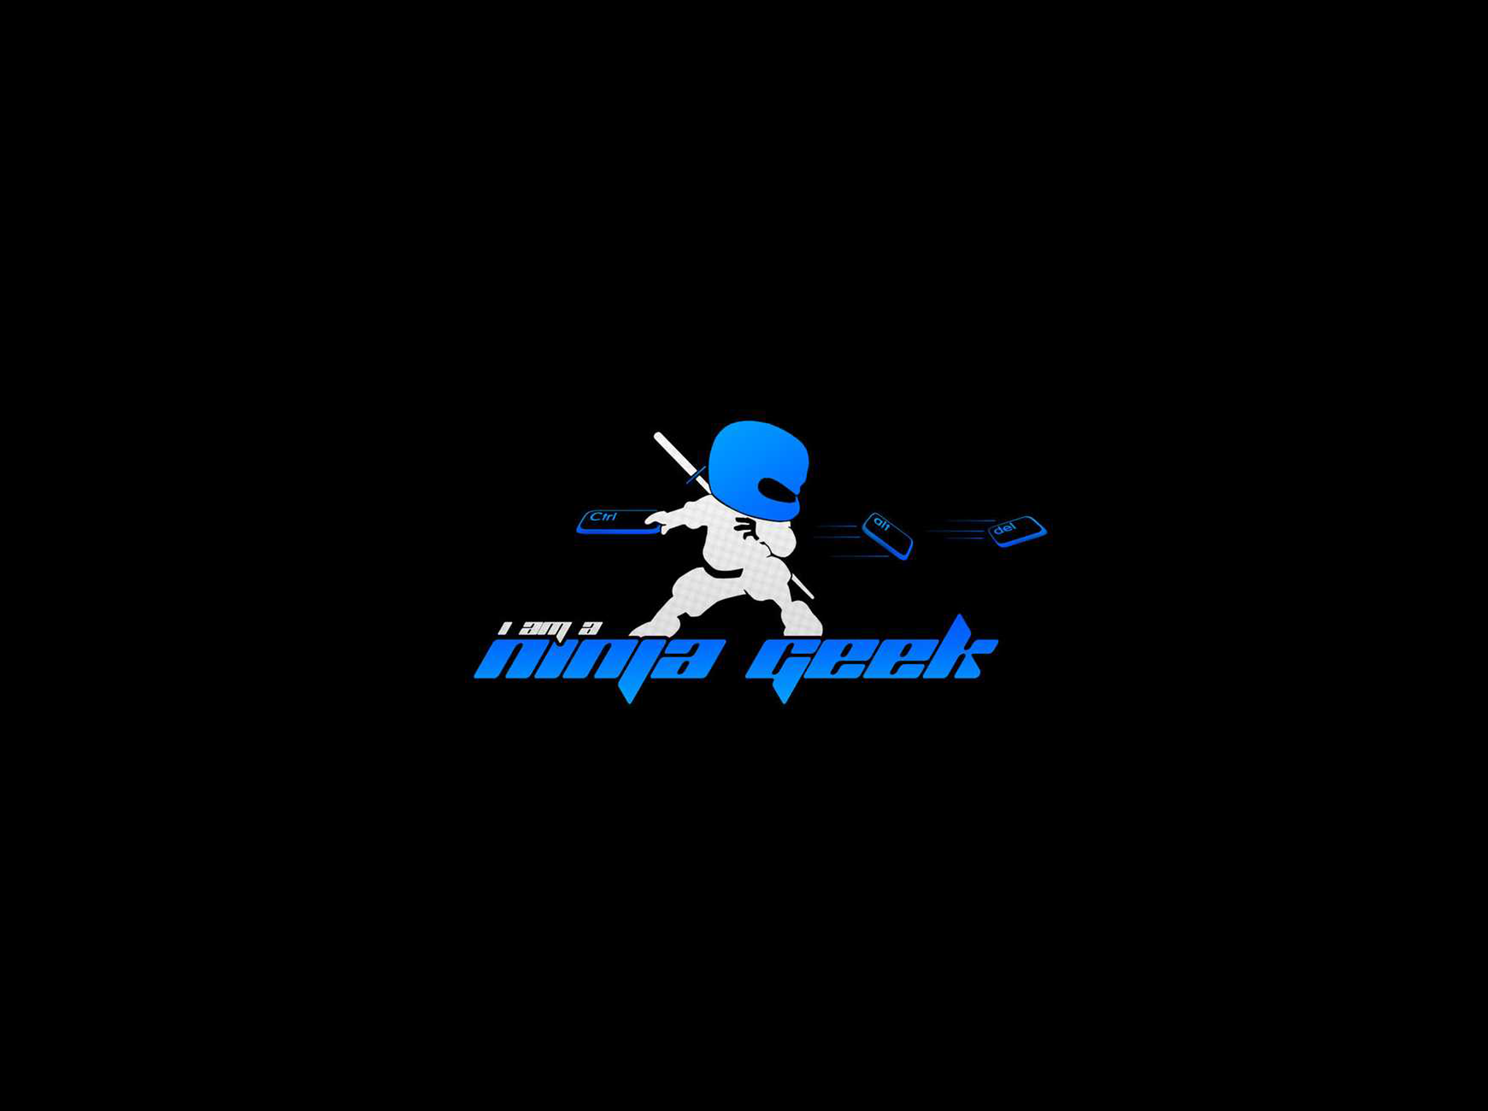 Ctrl
alt
del
i am a
ninja geek